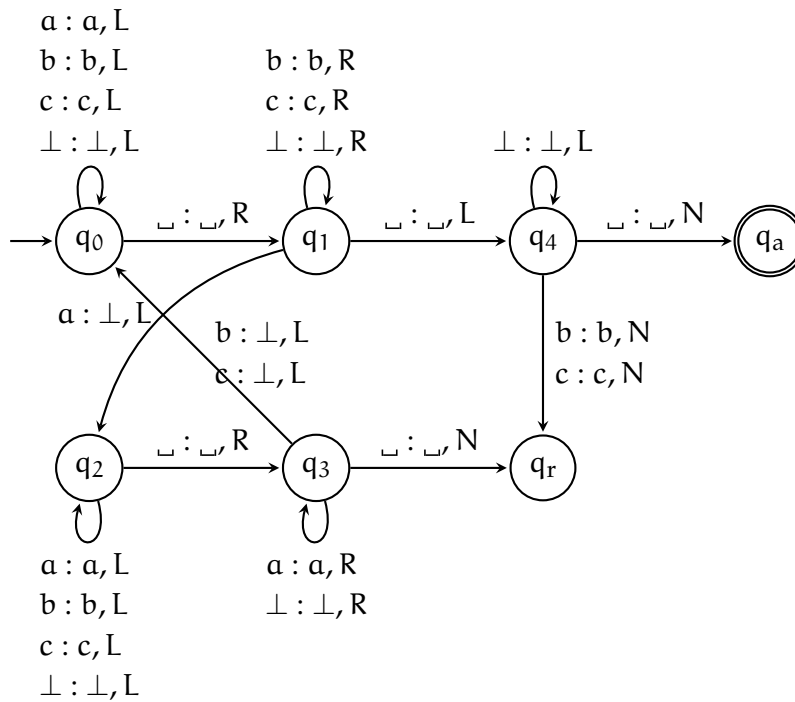 a : a, L
b : b, L
c : c, L
⊥ : ⊥, L
b : b, R
c : c, R
⊥ : ⊥, R
⊥ : ⊥, L
q₀
␣ : ␣, R
q₁
␣ : ␣, L
q₄
␣ : ␣, N
qₐ
a : ⊥, L
b : ⊥, L
c : ⊥, L
b : b, N
c : c, N
q₂
␣ : ␣, R
q₃
␣ : ␣, N
qᵣ
a : a, L
b : b, L
c : c, L
⊥ : ⊥, L
a : a, R
⊥ : ⊥, R